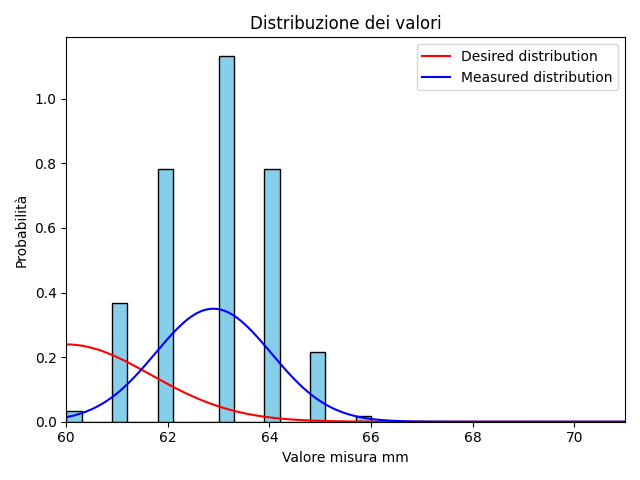 Distribuzione dei valori
Desired distribution
Measured distribution
Probabilità
1.0
0.8
0.6
0.4
0.2
0.0
60 62 64 66 68 70
Valore misura mm